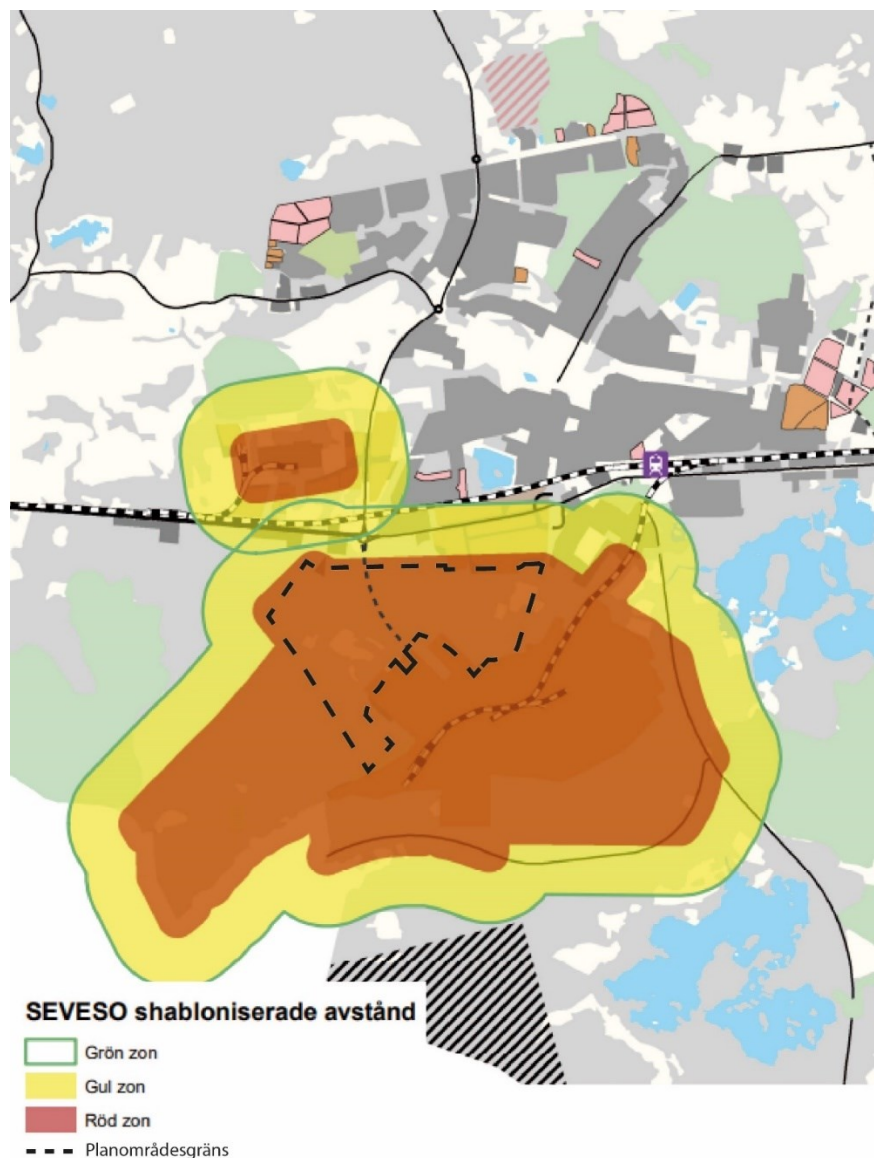 SEVESO shabloniserade avstånd
Grön zon
Gul zon
Röd zon
Planområdesgräns